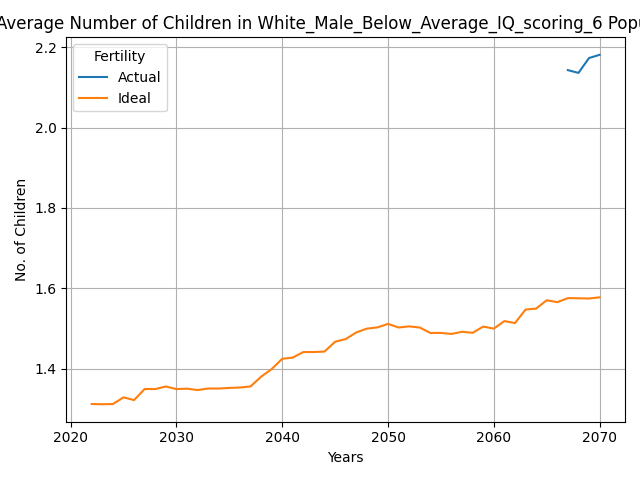 Average Number of Children in White_Male_Below_Average_IQ_scoring_6 Popu
Fertility
Actual
Ideal
2.2
2.0
1.8
1.6
1.4
No. of Children
2020 2030 2040 2050 2060 2070
Years